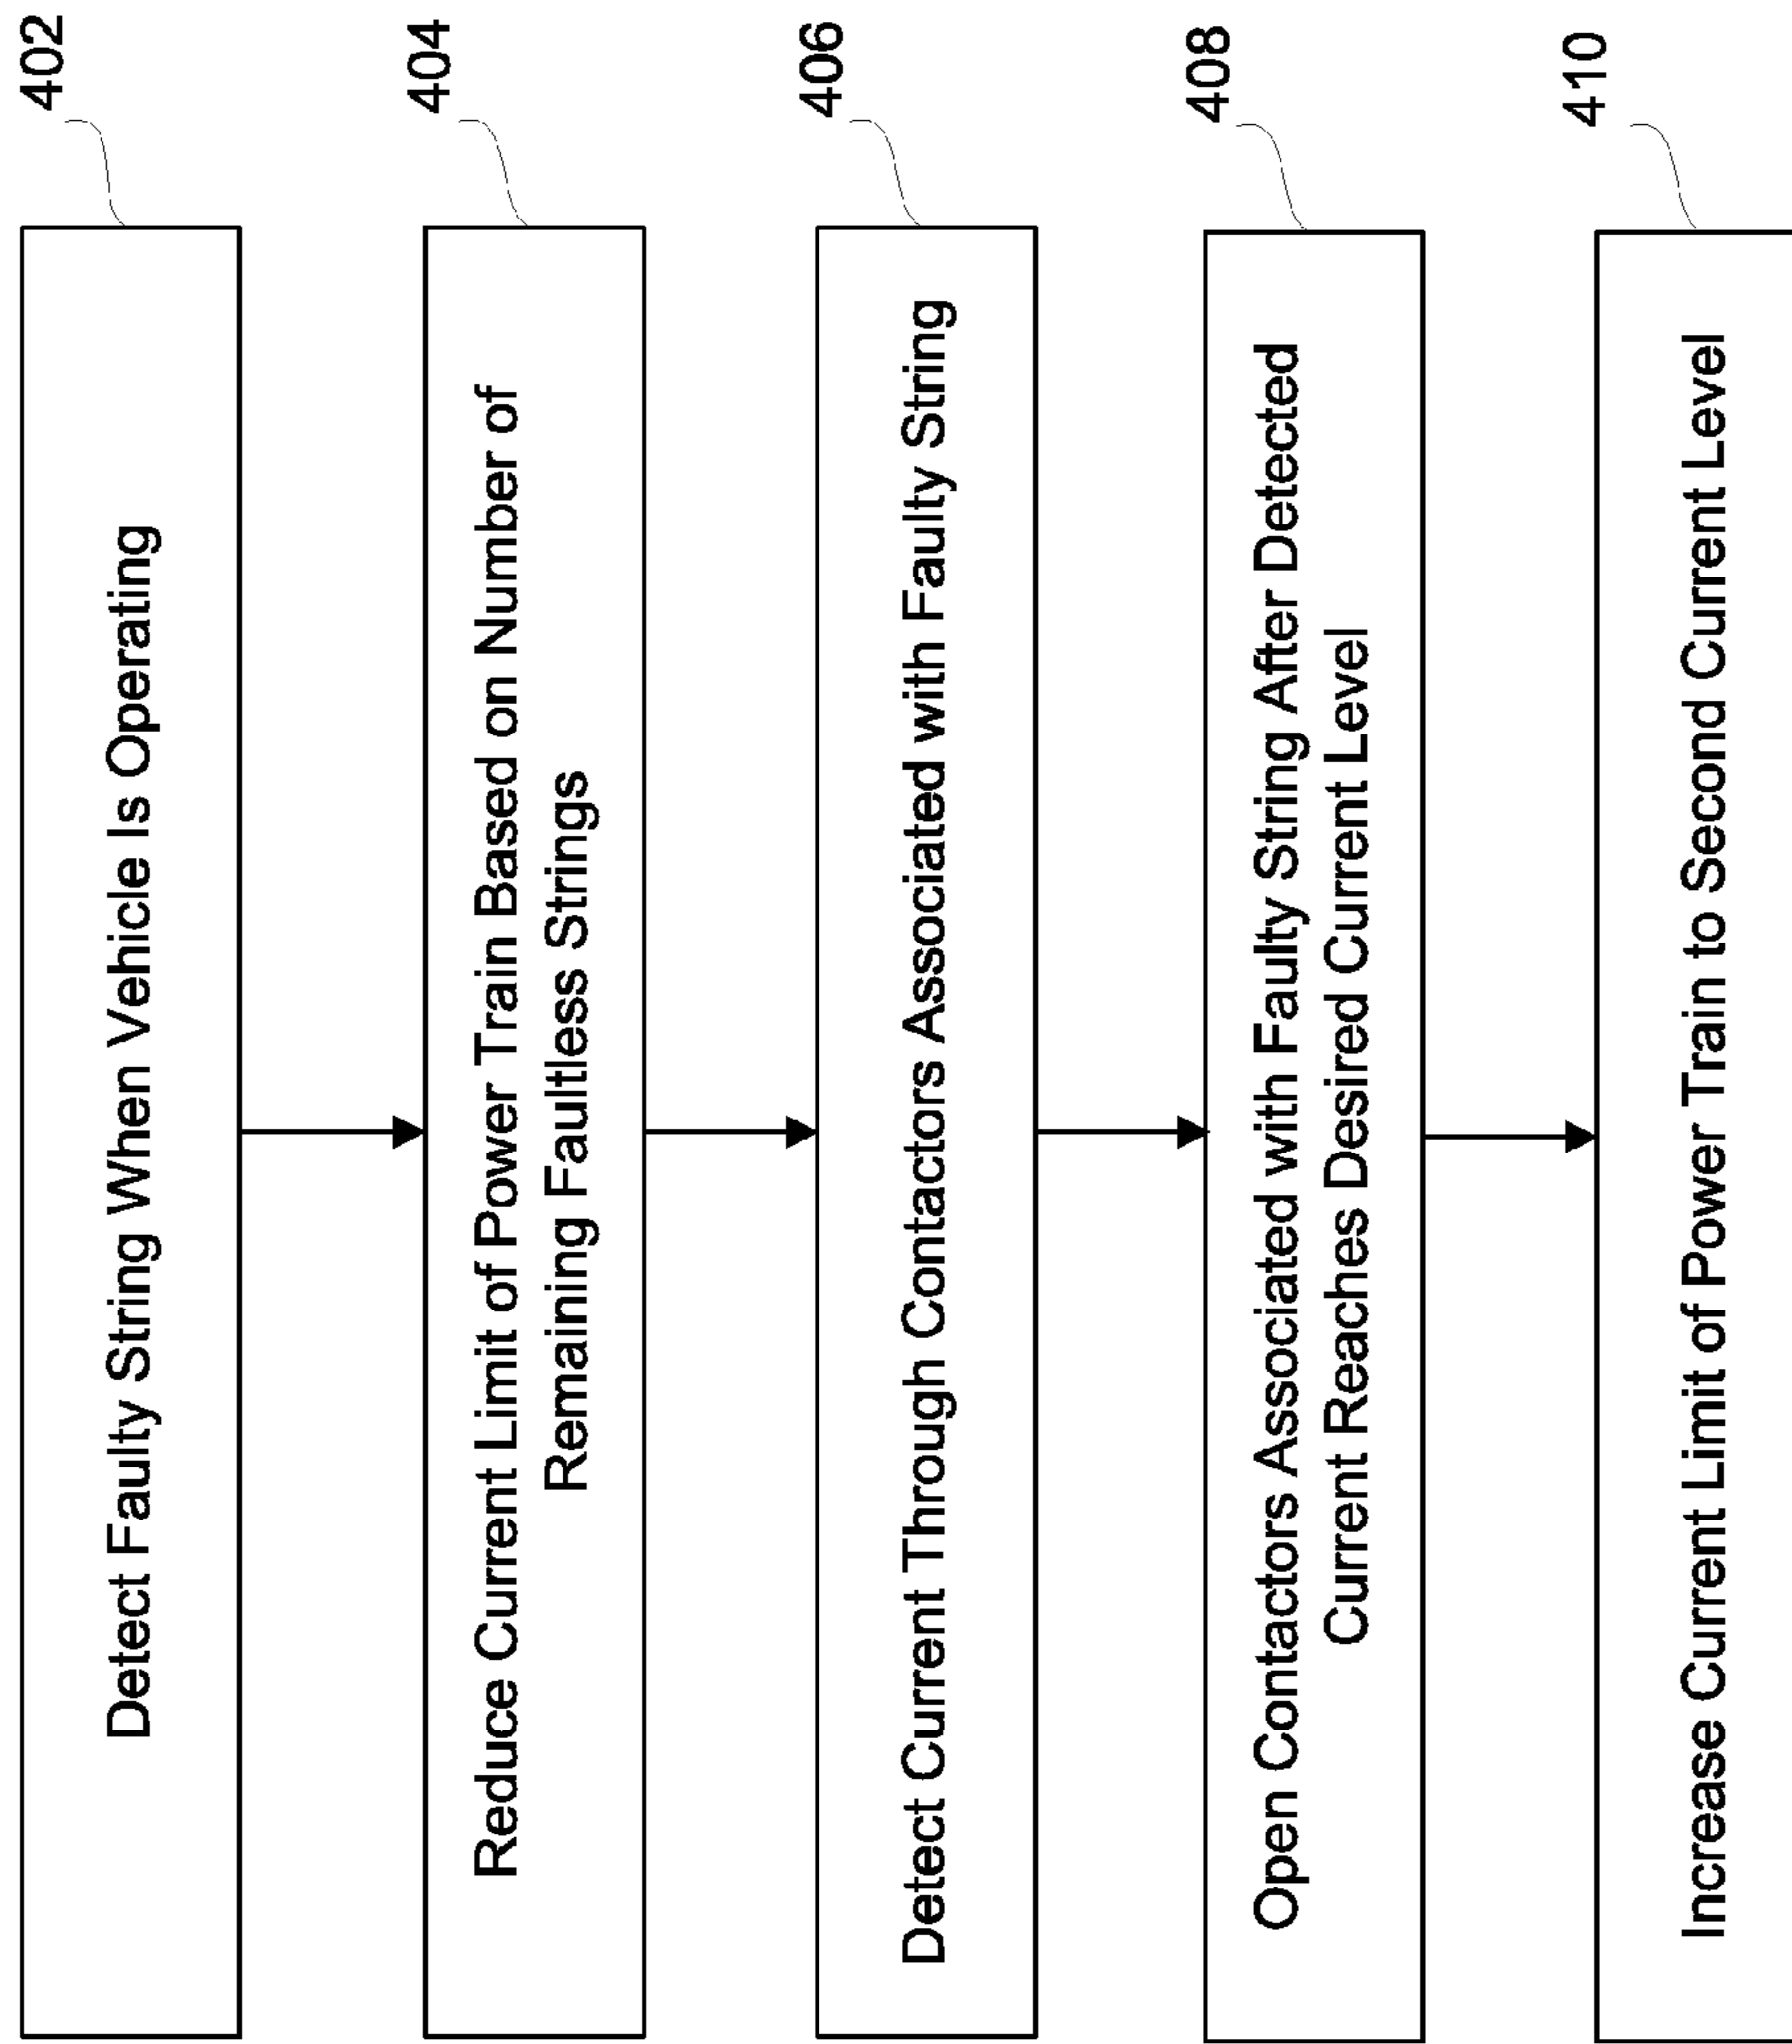 402
Detect Faulty String When Vehicle Is Operating
404
Reduce Current Limit of Power Train Based on Number of
Remaining Faultless Strings
406
Detect Current Through Contactors Associated with Faulty String
408
Open Contactors Associated with Faulty String After Detected
Current Reaches Desired Current Level
410
Increase Current Limit of Power Train to Second Current Level